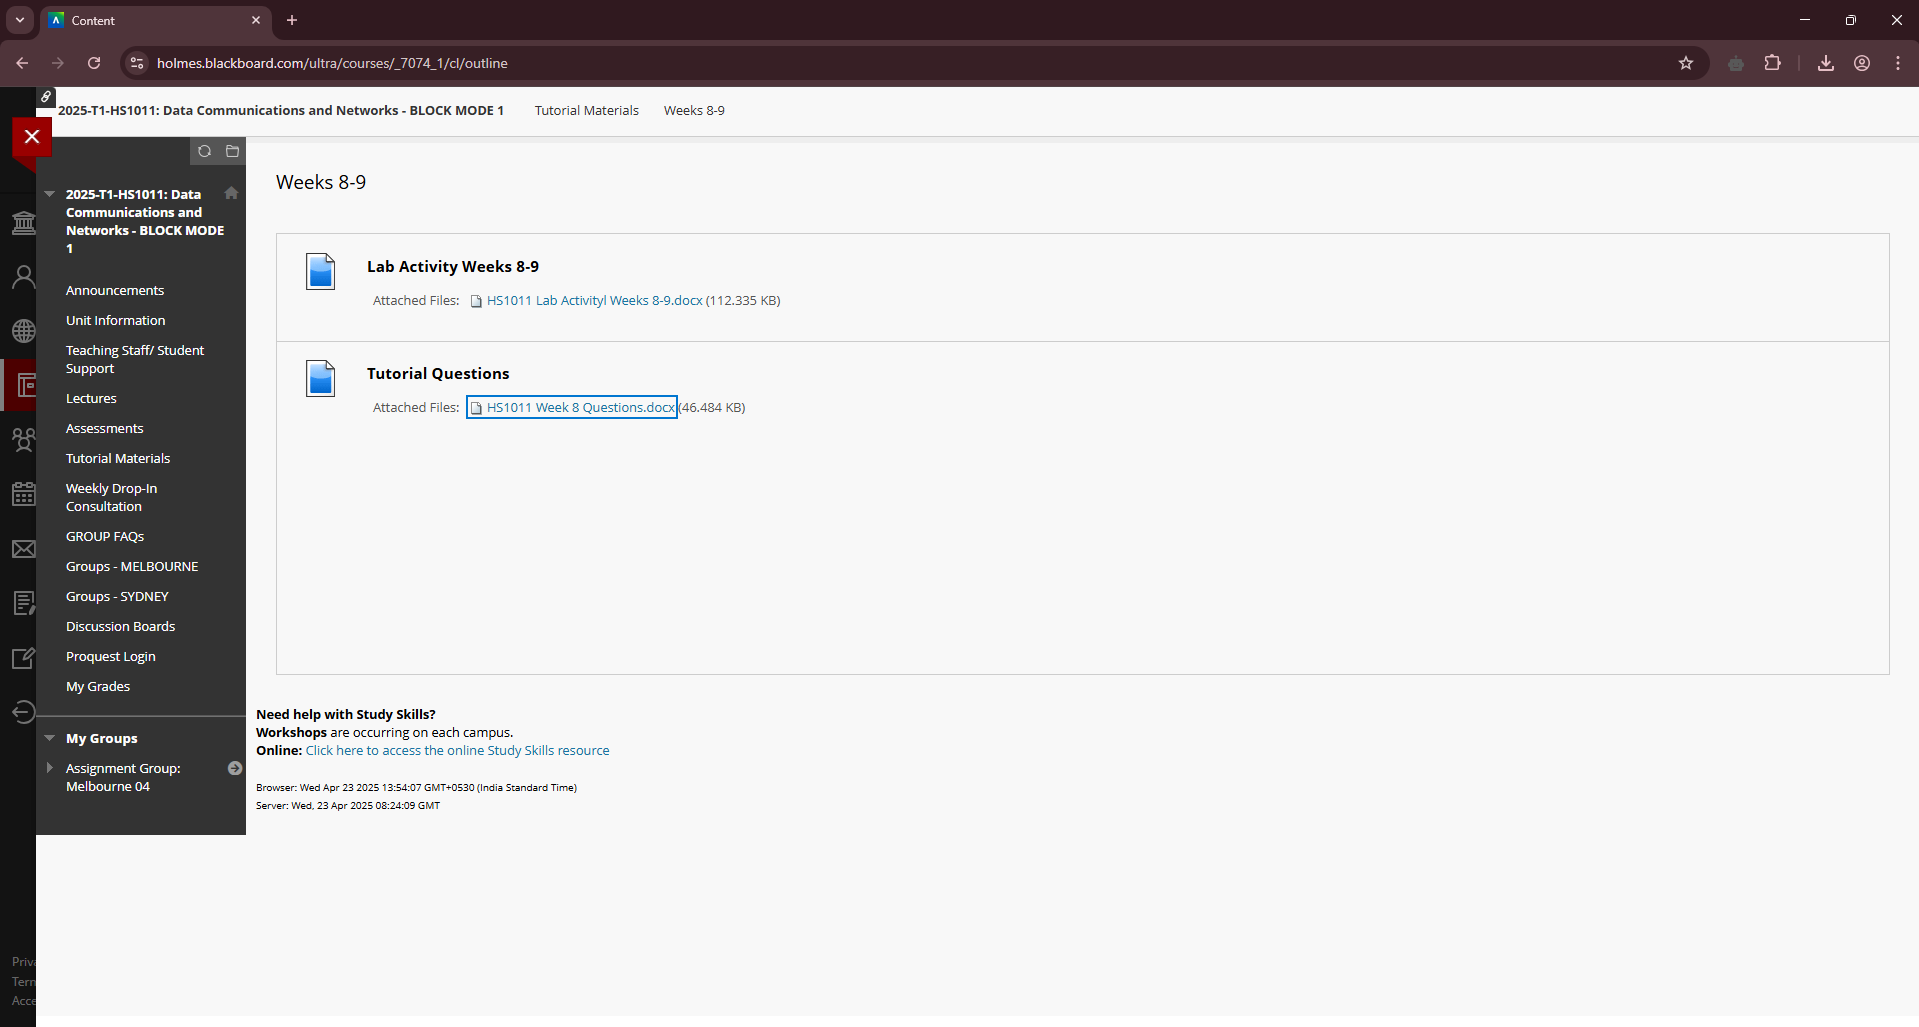 Content
holmes.blackboard.com/ultra/courses/_7074_1/cl/outline
2025-T1-HS1011: Data Communications and Networks - BLOCK MODE 1 Tutorial Materials Weeks 8-9
2025-T1-HS1011: Data
Communications and
Networks - BLOCK MODE
1
Announcements
Unit Information
Teaching Staff/ Student
Support
Lectures
Assessments
Tutorial Materials
Weekly Drop-In
Consultation
GROUP FAQs
Groups - MELBOURNE
Groups - SYDNEY
Discussion Boards
Proquest Login
My Grades
My Groups
Assignment Group:
Melbourne 04
Priva
Term
Acce
Weeks 8-9
Lab Activity Weeks 8-9
Attached Files: HS1011 Lab Activityl Weeks 8-9.docx (112.335 KB)
Tutorial Questions
Attached Files: HS1011 Week 8 Questions.docx (46.484 KB)
Need help with Study Skills?
Workshops are occurring on each campus.
Online: Click here to access the online Study Skills resource
Browser: Wed Apr 23 2025 13:54:07 GMT+0530 (India Standard Time)
Server: Wed, 23 Apr 2025 08:24:09 GMT